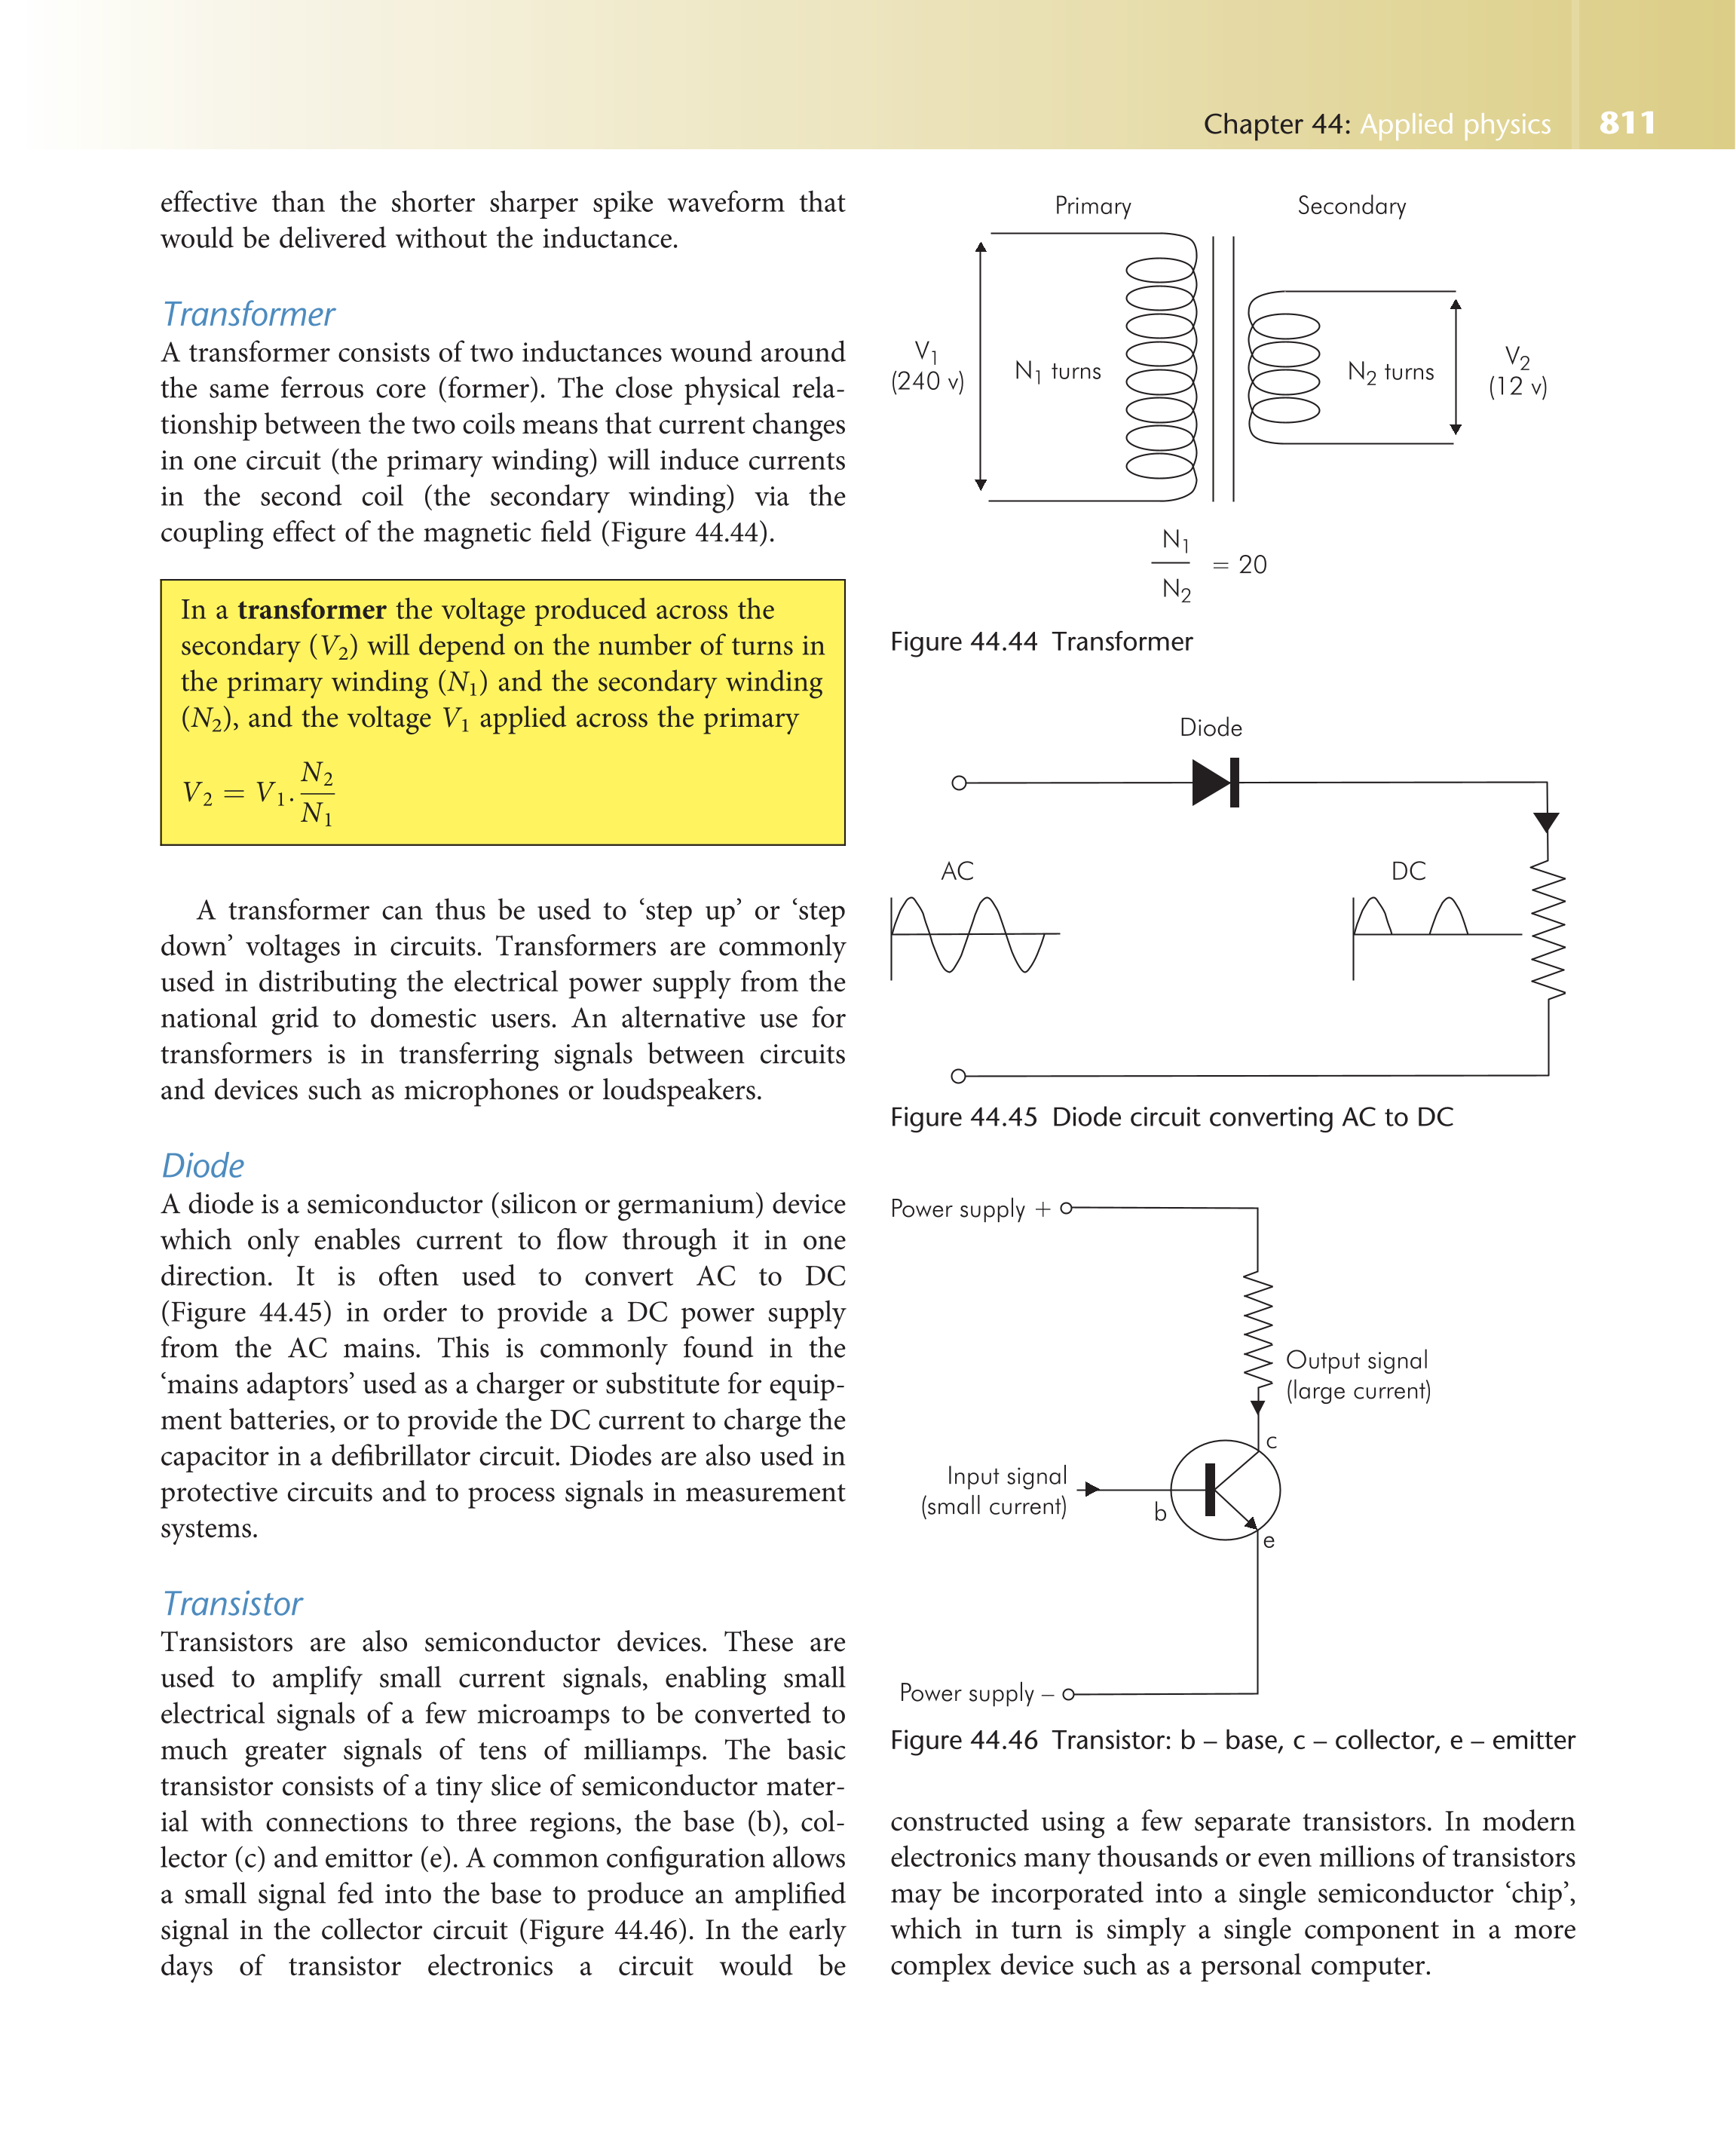 Chapter 44: Applied physics 811
effective than the shorter sharper spike waveform that
would be delivered without the inductance.
Transformer
A transformer consists of two inductances wound around
the same ferrous core (former). The close physical rela-
tionship between the two coils means that current changes
in one circuit (the primary winding) will induce currents
in the second coil (the secondary winding) via the
coupling effect of the magnetic field (Figure 44.44).
In a transformer the voltage produced across the
secondary (V₂) will depend on the number of turns in
the primary winding (N₁) and the secondary winding
(N₂), and the voltage V₁ applied across the primary
V₂ = V₁. N₂
N₁
A transformer can thus be used to ‘step up’ or ‘step
down’ voltages in circuits. Transformers are commonly
used in distributing the electrical power supply from the
national grid to domestic users. An alternative use for
transformers is in transferring signals between circuits
and devices such as microphones or loudspeakers.
Diode
A diode is a semiconductor (silicon or germanium) device
which only enables current to flow through it in one
direction. It is often used to convert AC to DC
(Figure 44.45) in order to provide a DC power supply
from the AC mains. This is commonly found in the
‘mains adaptors’ used as a charger or substitute for equip-
ment batteries, or to provide the DC current to charge the
capacitor in a defibrillator circuit. Diodes are also used in
protective circuits and to process signals in measurement
systems.
Transistor
Transistors are also semiconductor devices. These are
used to amplify small current signals, enabling small
electrical signals of a few microamps to be converted to
much greater signals of tens of milliamps. The basic
transistor consists of a tiny slice of semiconductor mater-
ial with connections to three regions, the base (b), col-
lector (c) and emittor (e). A common configuration allows
a small signal fed into the base to produce an amplified
signal in the collector circuit (Figure 44.46). In the early
days of transistor electronics a circuit would be
Primary Secondary
V₁
(240 v)
N₁ turns
N₂ turns
V₂
(12 v)
N₁
N₂
= 20
Figure 44.44 Transformer
Diode
AC
DC
Figure 44.45 Diode circuit converting AC to DC
Power supply +
Output signal
(large current)
c
Input signal
(small current)
b
e
Power supply –
Figure 44.46 Transistor: b – base, c – collector, e – emitter
constructed using a few separate transistors. In modern
electronics many thousands or even millions of transistors
may be incorporated into a single semiconductor ‘chip’,
which in turn is simply a single component in a more
complex device such as a personal computer.